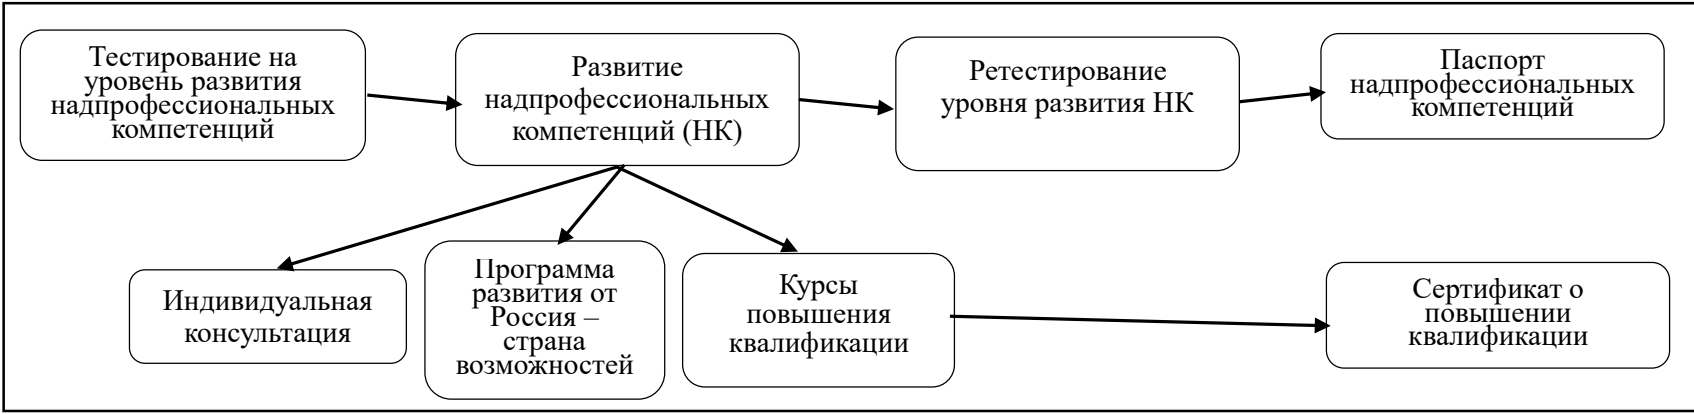 Тестирование на
уровень развития
надпрофессиональных
компетенций
Развитие
надпрофессиональных
компетенций (НК)
Ретестирование
уровня развития НК
Паспорт
надпрофессиональных
компетенций
Индивидуальная
консультация
Программа
развития от
Россия –
страна
возможностей
Курсы
повышения
квалификации
Сертификат о
повышении
квалификации